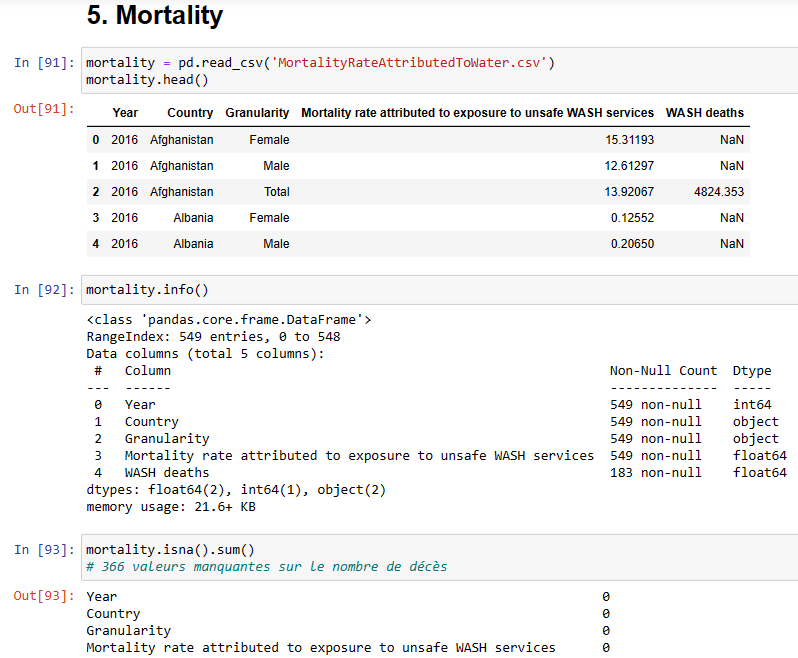 5. Mortality
In [91]: mortality = pd.read_csv('MortalityRateAttributedToWater.csv')
mortality.head()
Out[91]:
Year Country Granularity Mortality rate attributed to exposure to unsafe WASH services WASH deaths
0 2016 Afghanistan Female 15.31193 NaN
1 2016 Afghanistan Male 12.61297 NaN
2 2016 Afghanistan Total 13.92067 4824.353
3 2016 Albania Female 0.12552 NaN
4 2016 Albania Male 0.20650 NaN
In [92]: mortality.info()
<class 'pandas.core.frame.DataFrame'>
RangeIndex: 549 entries, 0 to 548
Data columns (total 5 columns):
# Column Non-Null Count Dtype
--- ------ -------------- -----
0 Year 549 non-null int64
1 Country 549 non-null object
2 Granularity 549 non-null object
3 Mortality rate attributed to exposure to unsafe WASH services 549 non-null float64
4 WASH deaths 183 non-null float64
dtypes: float64(2), int64(1), object(2)
memory usage: 21.6+ KB
In [93]: mortality.isna().sum()
# 366 valeurs manquantes sur le nombre de décès
Out[93]: Year 0
Country 0
Granularity 0
Mortality rate attributed to exposure to unsafe WASH services 0